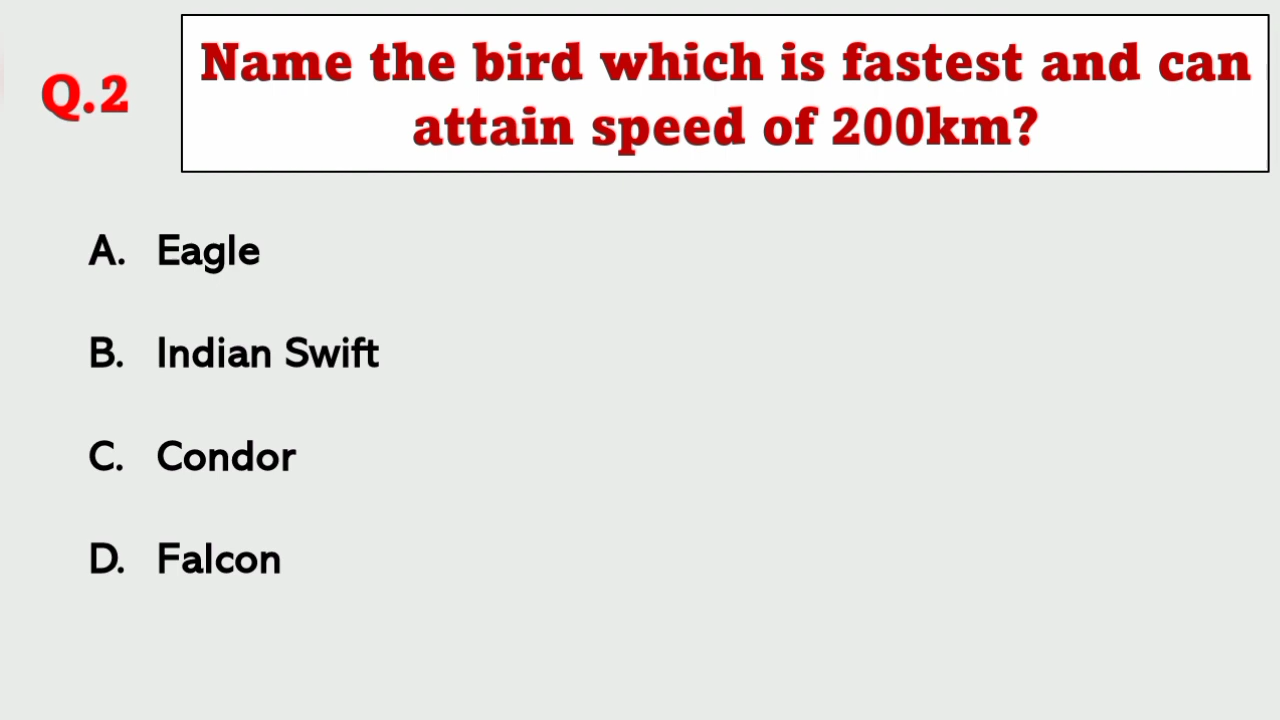 Q.2
Name the bird which is fastest and can
attain speed of 200km?
A. Eagle
B. Indian Swift
C. Condor
D. Falcon